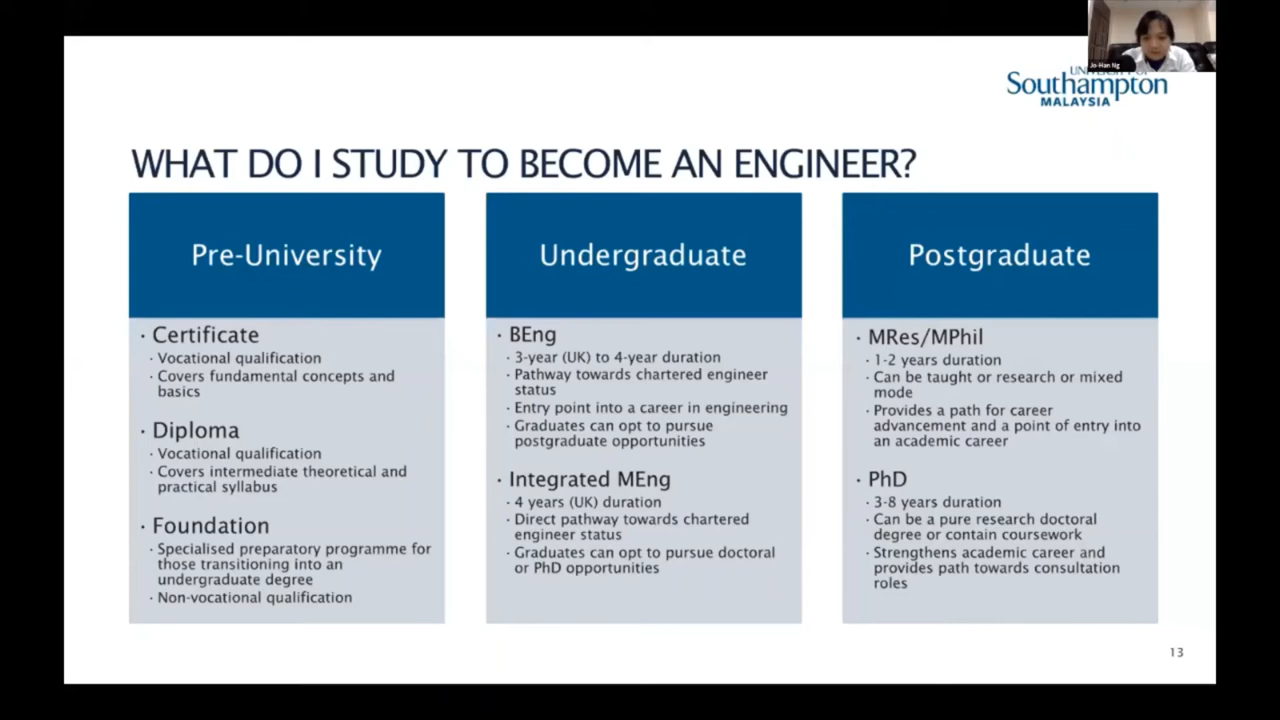 Jo-Han Ng
UNIVERSITY OF
Southampton
MALAYSIA
WHAT DO I STUDY TO BECOME AN ENGINEER?
Pre-University
· Certificate
· Vocational qualification
· Covers fundamental concepts and
basics
· Diploma
· Vocational qualification
· Covers intermediate theoretical and
practical syllabus
· Foundation
· Specialised preparatory programme for
those transitioning into an
undergraduate degree
· Non-vocational qualification
Undergraduate
· BEng
· 3-year (UK) to 4-year duration
· Pathway towards chartered engineer
status
· Entry point into a career in engineering
· Graduates can opt to pursue
postgraduate opportunities
· Integrated MEng
· 4 years (UK) duration
· Direct pathway towards chartered
engineer status
· Graduates can opt to pursue doctoral
or PhD opportunities
Postgraduate
· MRes/MPhil
· 1-2 years duration
· Can be taught or research or mixed
mode
· Provides a path for career
advancement and a point of entry into
an academic career
· PhD
· 3-8 years duration
· Can be a pure research doctoral
degree or contain coursework
· Strengthens academic career and
provides path towards consultation
roles
13